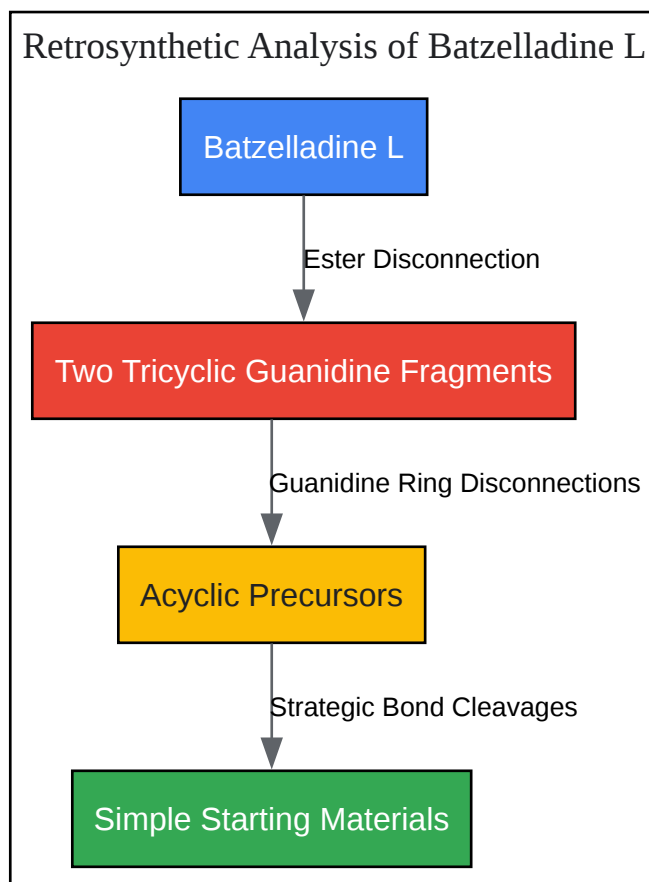 Retrosynthetic Analysis of Batzelladine L
Batzelladine L
Ester Disconnection
Two Tricyclic Guanidine Fragments
Guanidine Ring Disconnections
Acyclic Precursors
Strategic Bond Cleavages
Simple Starting Materials